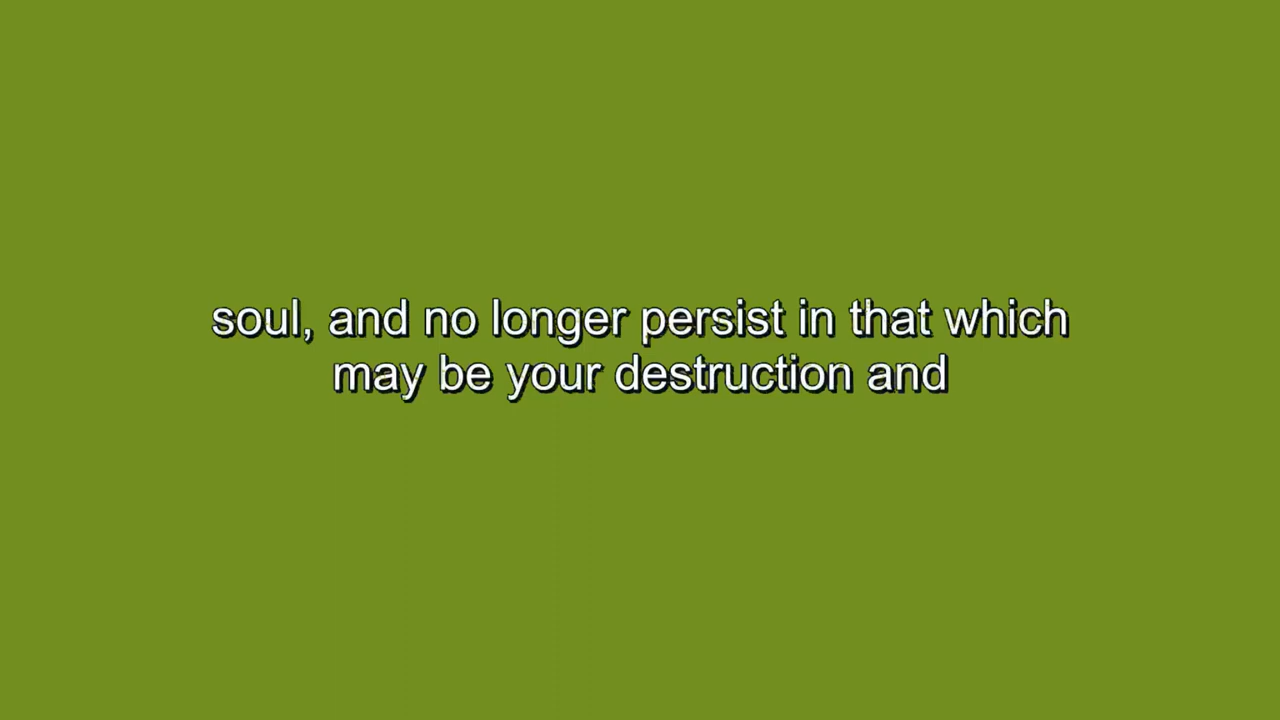 soul, and no longer persist in that which
may be your destruction and